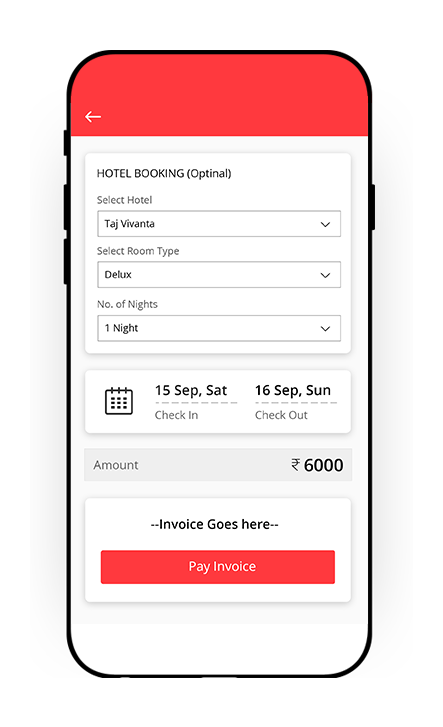 HOTEL BOOKING (Optinal)
Select Hotel
Taj Vivanta
Select Room Type
Delux
No. of Nights
1 Night
15 Sep, Sat 16 Sep, Sun
Check In Check Out
Amount ₹ 6000
--Invoice Goes here--
Pay Invoice